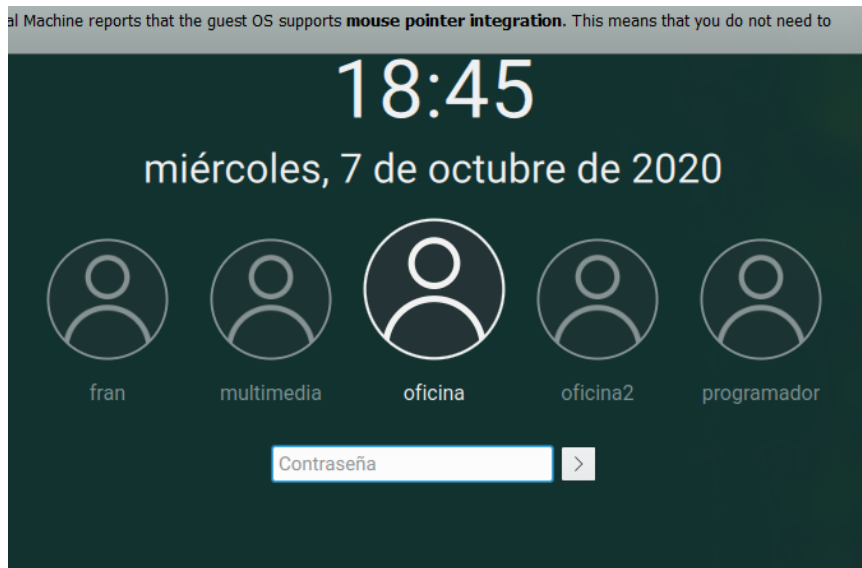 al Machine reports that the guest OS supports mouse pointer integration. This means that you do not need to
18:45
miércoles, 7 de octubre de 2020
fran multimedia oficina oficina2 programador
Contraseña